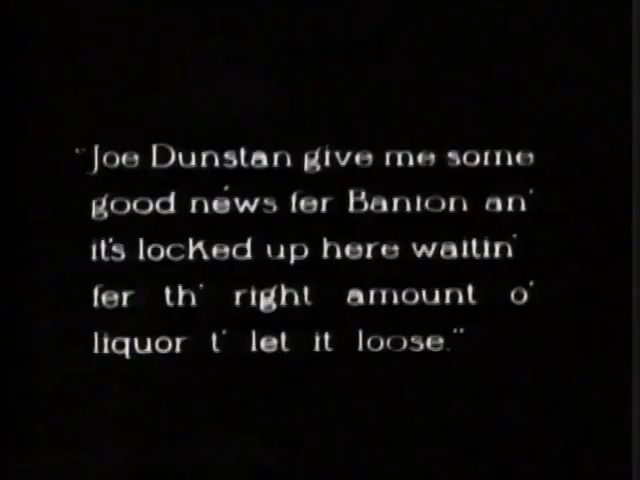 "Joe Dunstan give me some
good news fer Banion an'
it's locked up here waitin'
fer th' right amount o'
liquor t' let it loose."